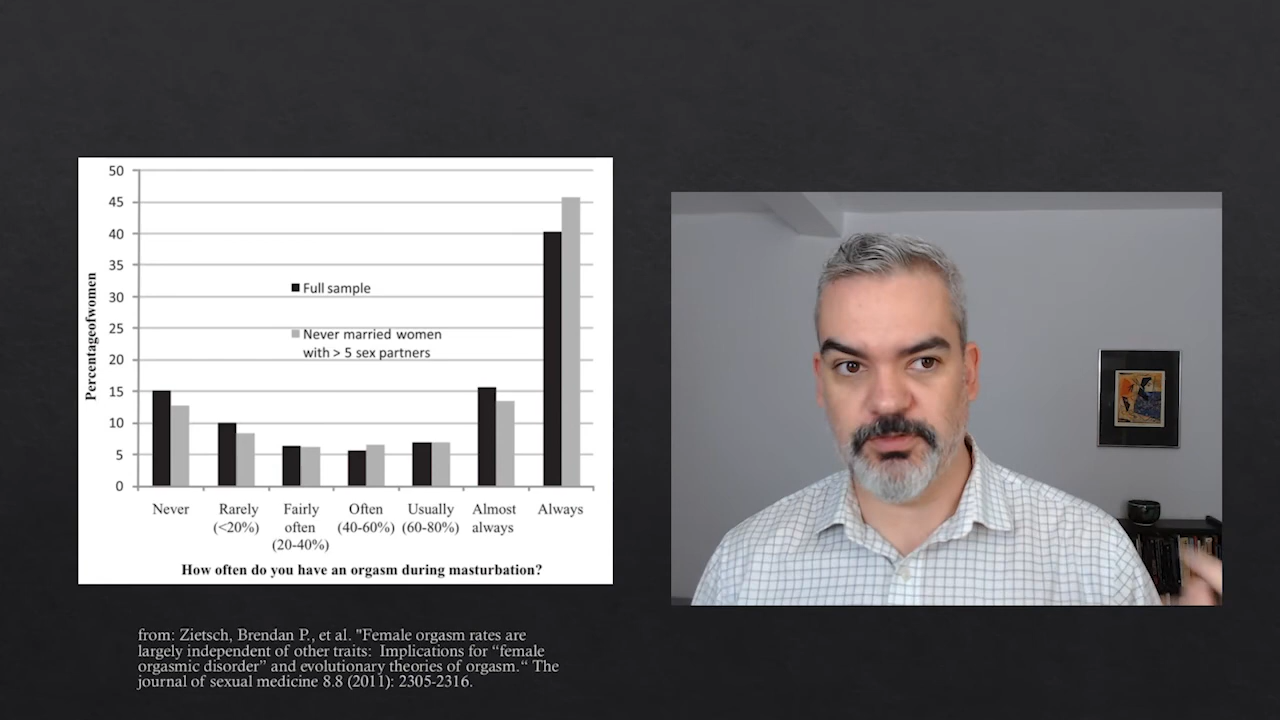 50
45
40
35
30
25
20
15
10
5
0
Percentageofwomen
Full sample
Never married women
with > 5 sex partners
Never
Rarely
(<20%)
Fairly
often
(20-40%)
Often
(40-60%)
Usually
(60-80%)
Almost
always
Always
How often do you have an orgasm during masturbation?
from: Zietsch, Brendan P., et al. "Female orgasm rates are
largely independent of other traits: Implications for “female
orgasmic disorder” and evolutionary theories of orgasm.“ The
journal of sexual medicine 8.8 (2011): 2305-2316.